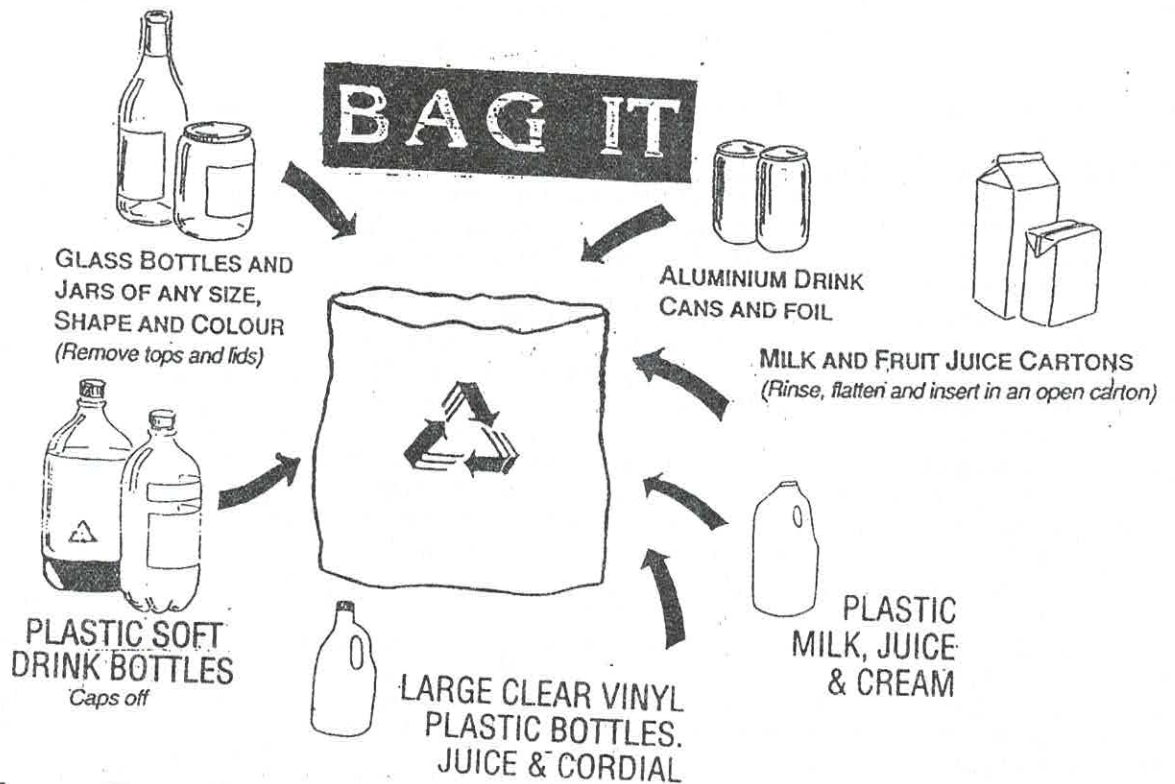 BAG IT
GLASS BOTTLES AND
JARS OF ANY SIZE,
SHAPE AND COLOUR
(Remove tops and lids)
ALUMINIUM DRINK
CANS AND FOIL
MILK AND FRUIT JUICE CARTONS
(Rinse, flatten and insert in an open carton)
PLASTIC SOFT
DRINK BOTTLES
Caps off
LARGE CLEAR VINYL
PLASTIC BOTTLES.
JUICE & CORDIAL
PLASTIC
MILK, JUICE
& CREAM